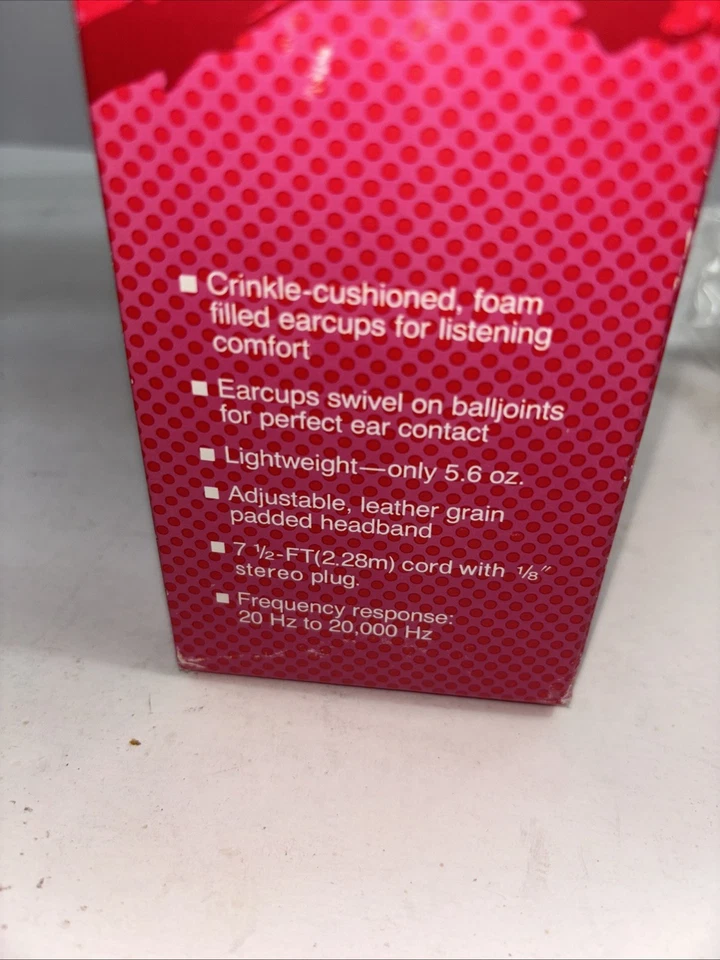 ■ Crinkle-cushioned, foam
filled earcups for listening
comfort
■ Earcups swivel on balljoints
for perfect ear contact
■ Lightweight—only 5.6 oz.
■ Adjustable, leather grain
padded headband
■ 7 ½-FT(2.28m) cord with ⅛"
stereo plug.
■ Frequency response:
20 Hz to 20,000 Hz